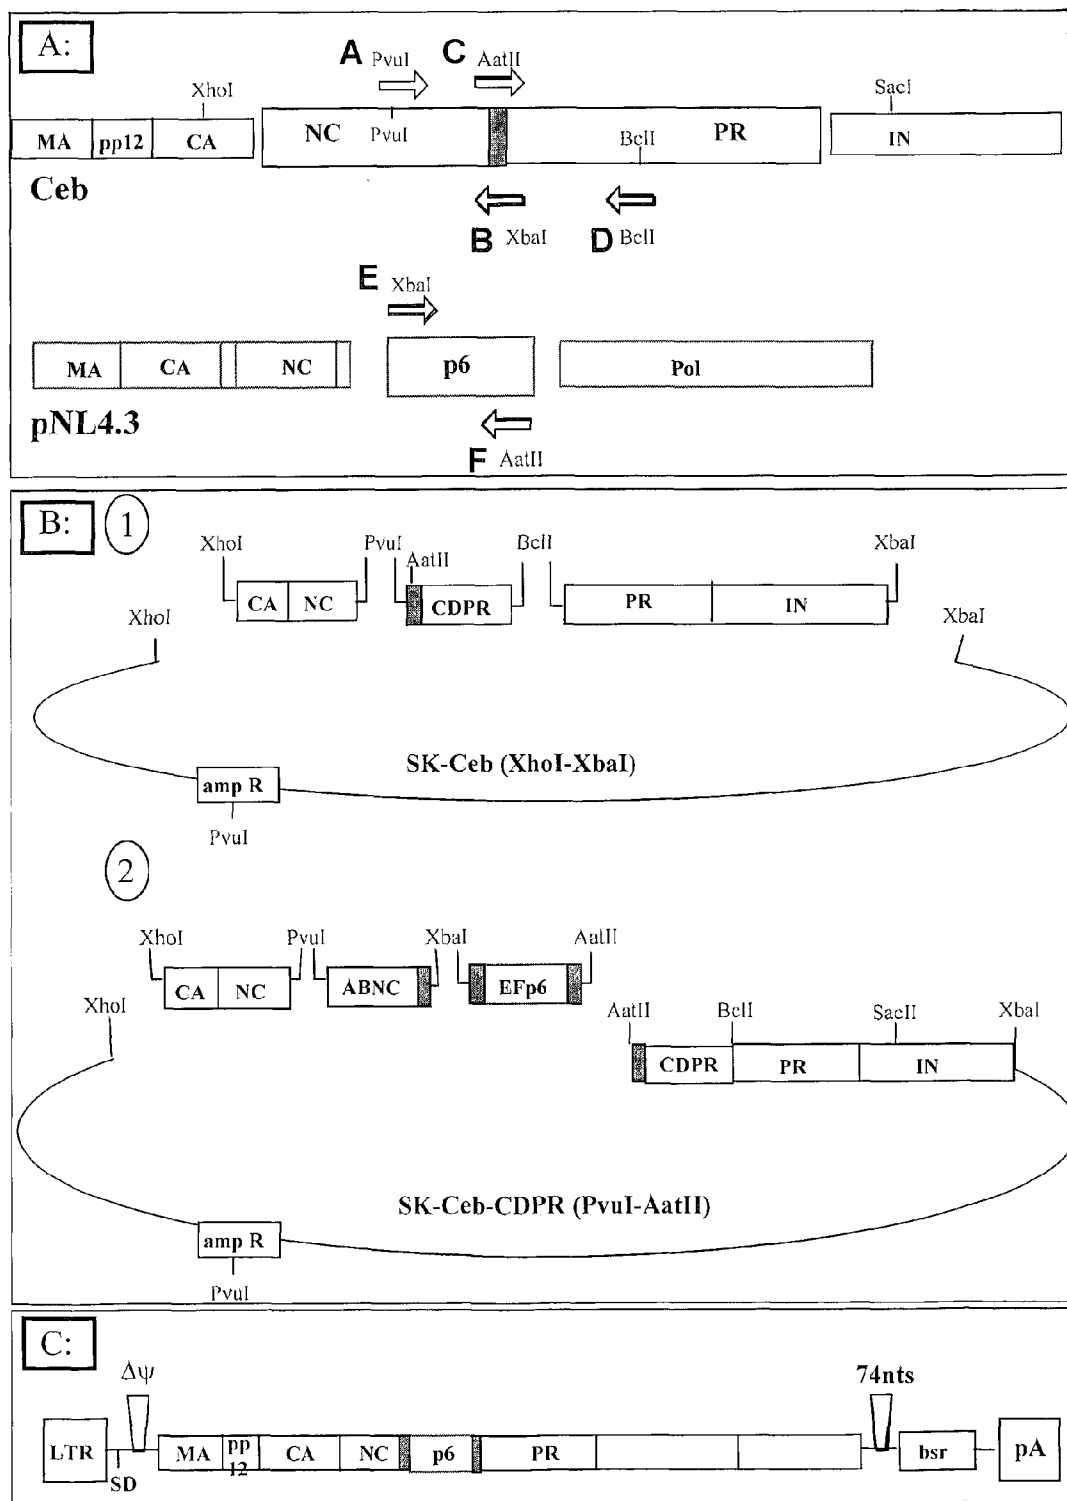 A:
A PvuI C AatII
XhoI SacI
MA pp12 CA NC PvuI BclI PR IN
Ceb
B XbaI D BclI
E XbaI
MA CA NC p6 Pol
pNL4.3
F AatII
B: 1
XhoI PvuI AatII BclI XbaI
CA NC CDPR PR IN
XhoI XbaI
SK-Ceb (XhoI-XbaI)
amp R
PvuI
2
XhoI PvuI XbaI AatII
CA NC ABNC EFp6
XhoI AatII BclI SacII XbaI
CDPR PR IN
SK-Ceb-CDPR (PvuI-AatII)
amp R
PvuI
C:
Δψ 74nts
LTR MA pp 12 CA NC p6 PR bsr pA
SD